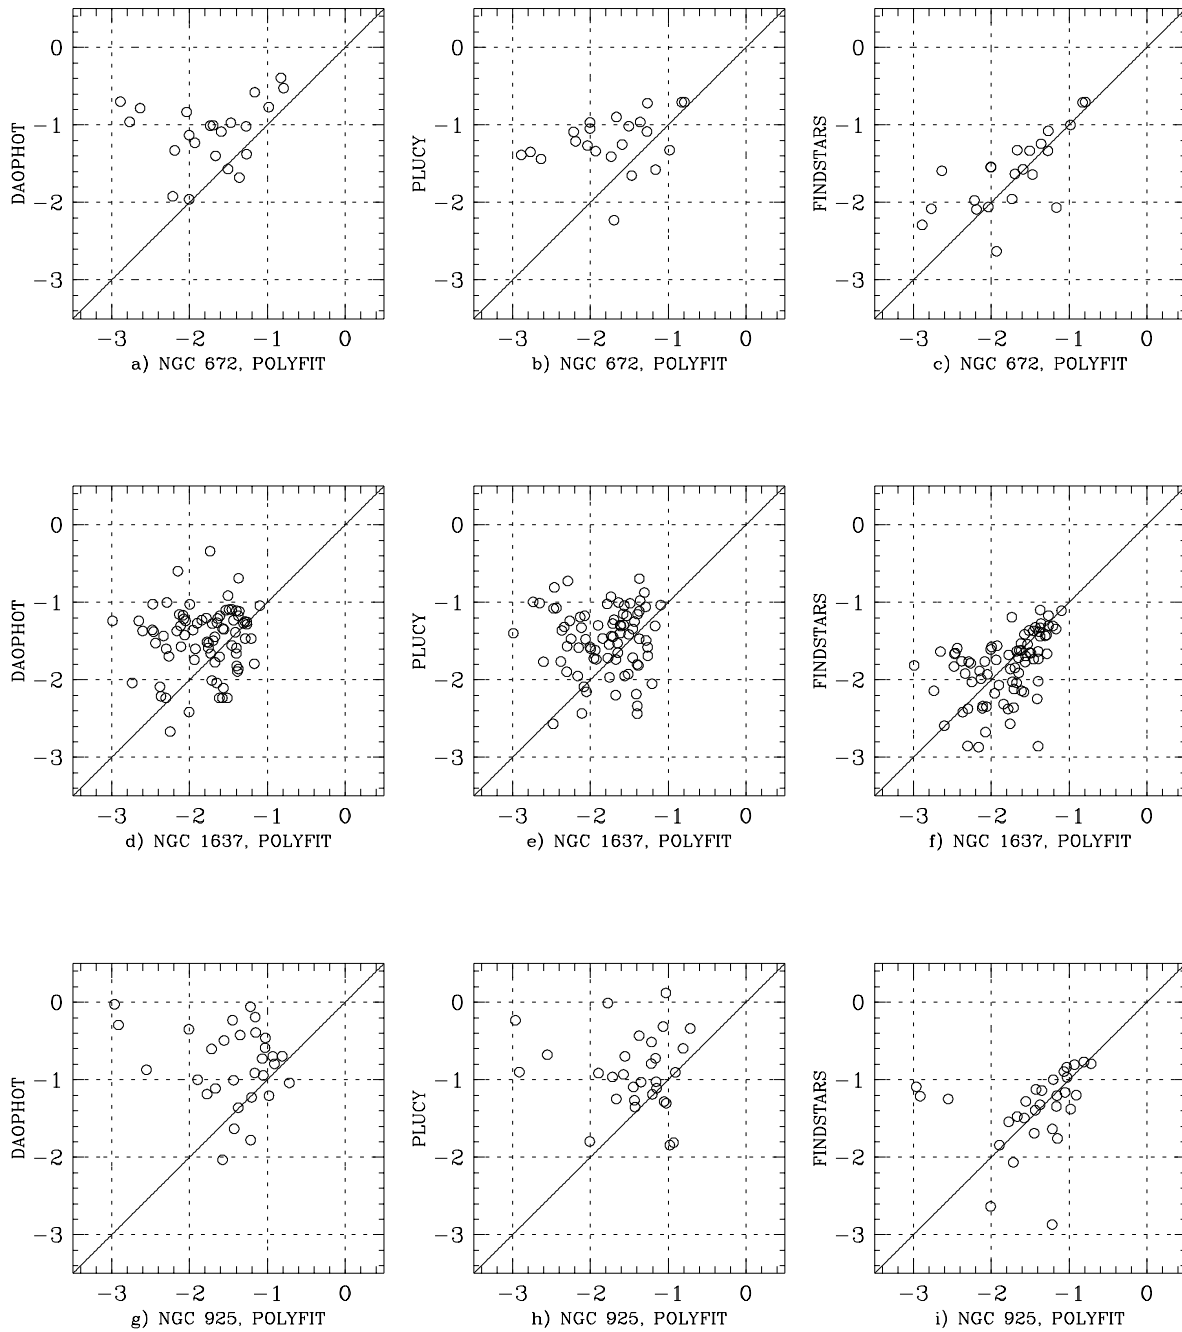 0
−1
−2
−3
DAOPHOT
−3 −2 −1 0
a) NGC 672, POLYFIT
0
−1
−2
−3
PLUCY
−3 −2 −1 0
b) NGC 672, POLYFIT
0
−1
−2
−3
FINDSTARS
−3 −2 −1 0
c) NGC 672, POLYFIT
0
−1
−2
−3
DAOPHOT
−3 −2 −1 0
d) NGC 1637, POLYFIT
0
−1
−2
−3
PLUCY
−3 −2 −1 0
e) NGC 1637, POLYFIT
0
−1
−2
−3
FINDSTARS
−3 −2 −1 0
f) NGC 1637, POLYFIT
0
−1
−2
−3
DAOPHOT
−3 −2 −1 0
g) NGC 925, POLYFIT
0
−1
−2
−3
PLUCY
−3 −2 −1 0
h) NGC 925, POLYFIT
0
−1
−2
−3
FINDSTARS
−3 −2 −1 0
i) NGC 925, POLYFIT